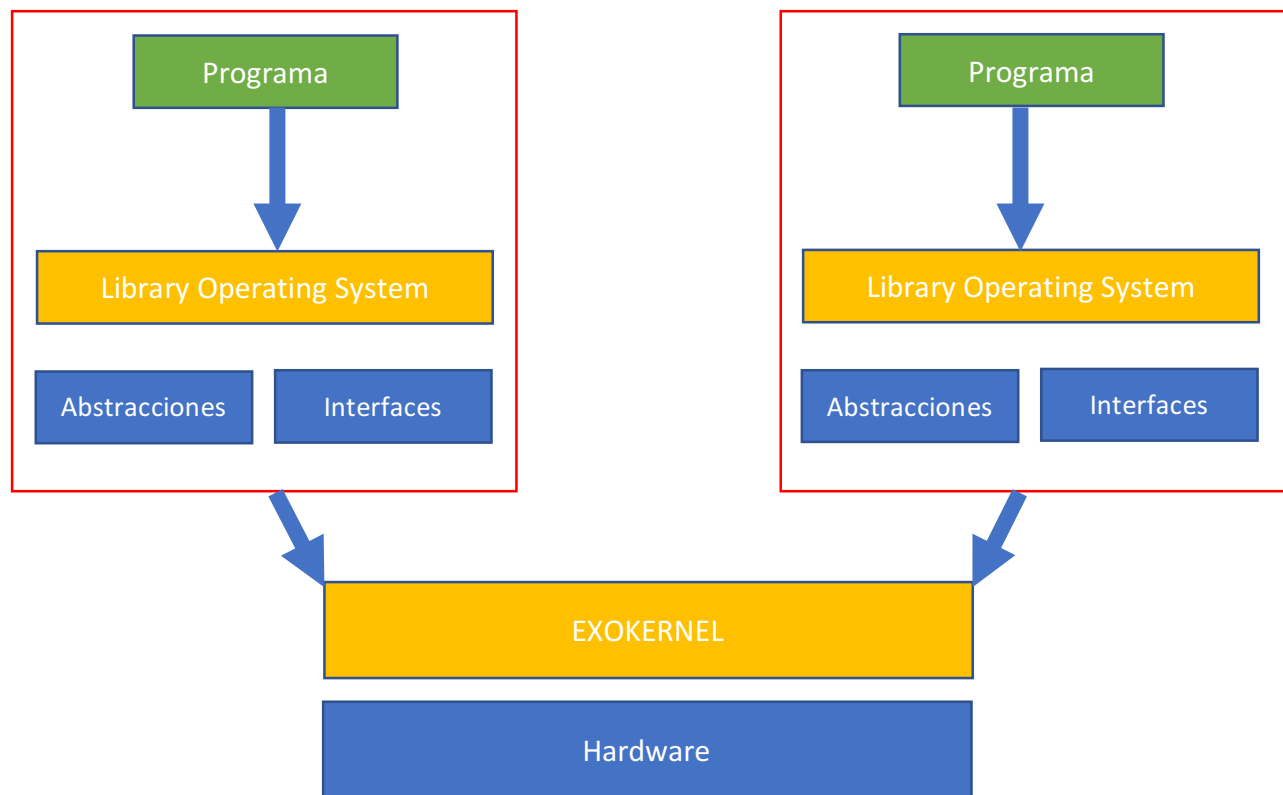 Programa
Library Operating System
Abstracciones
Interfaces
Programa
Library Operating System
Abstracciones
Interfaces
EXOKERNEL
Hardware